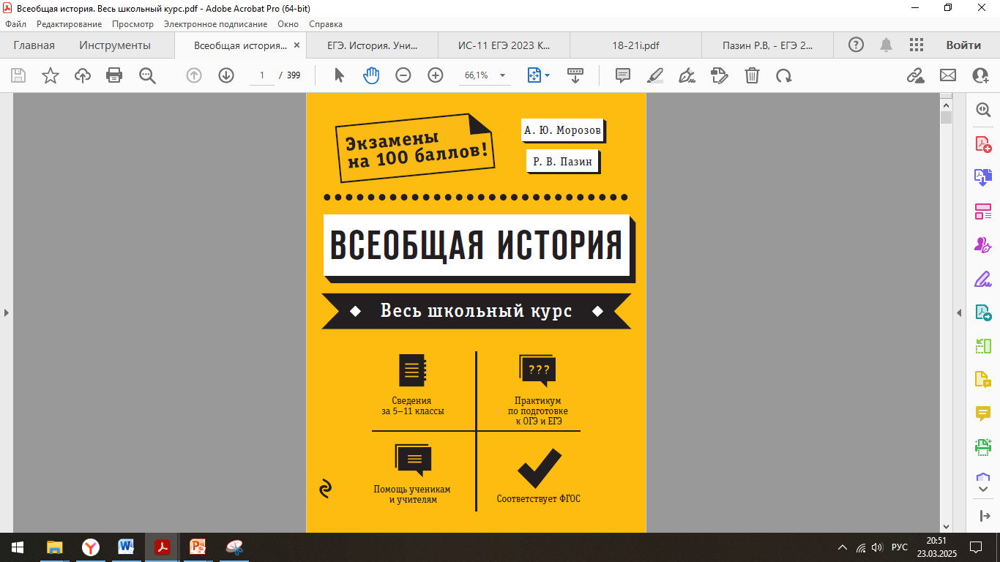 Всеобщая история. Весь школьный курс.pdf - Adobe Acrobat Pro (64-bit)
Файл Редактирование Просмотр Электронное подписание Окно Справка
Главная Инструменты Всеобщая история... × ЕГЭ. История. Уни... ИС-11 ЕГЭ 2023 К... 18-21i.pdf Пазин Р.В, - ЕГЭ 2... Войти
1 / 399 66,1%
Экзамены
на 100 баллов!
А. Ю. Морозов
Р. В. Пазин
ВСЕОБЩАЯ ИСТОРИЯ
Весь школьный курс
Сведения
за 5–11 классы
???
Практикум
по подготовке
к ОГЭ и ЕГЭ
Помощь ученикам
и учителям
Соответствует ФГОС
РУС
20:51
23.03.2025